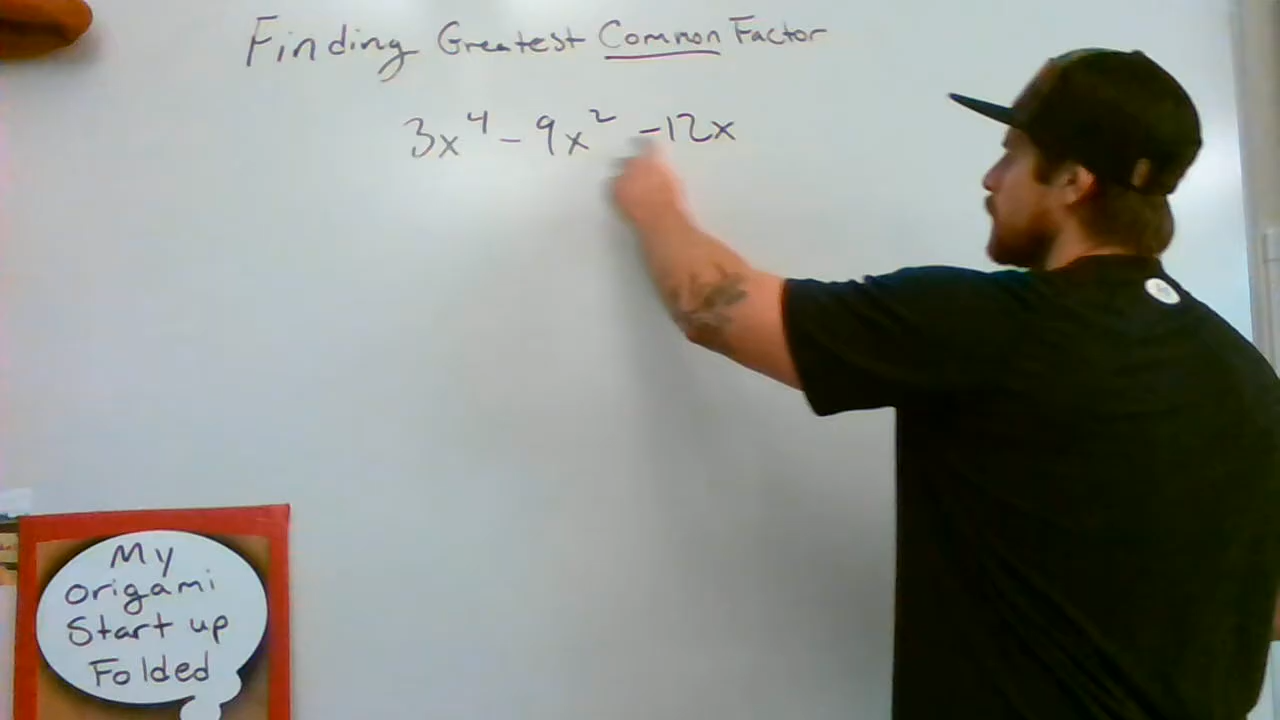 Finding Greatest Common Factor
3x⁴ - 9x² - 12x
My
origami
Start up
Folded